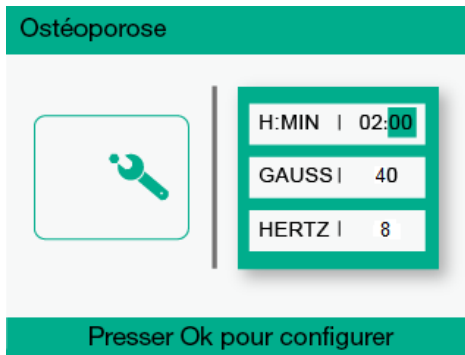 Ostéoporose
H:MIN | 02:00
GAUSS| 40
HERTZ | 8
Presser Ok pour configurer